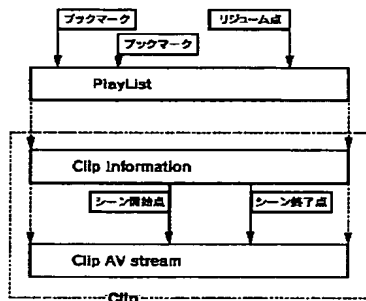 ブックマーク
リジューム点
ブックマーク
PlayList
Clip Information
シーン開始点
シーン終了点
Clip AV stream
Clip